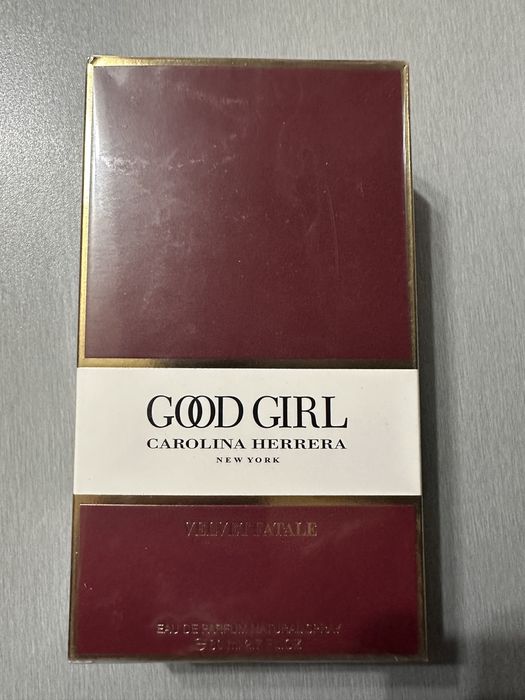 GOOD GIRL
CAROLINA HERRERA
NEW YORK
VELVET FATALE
EAU DE PARFUM NATURAL SPRAY